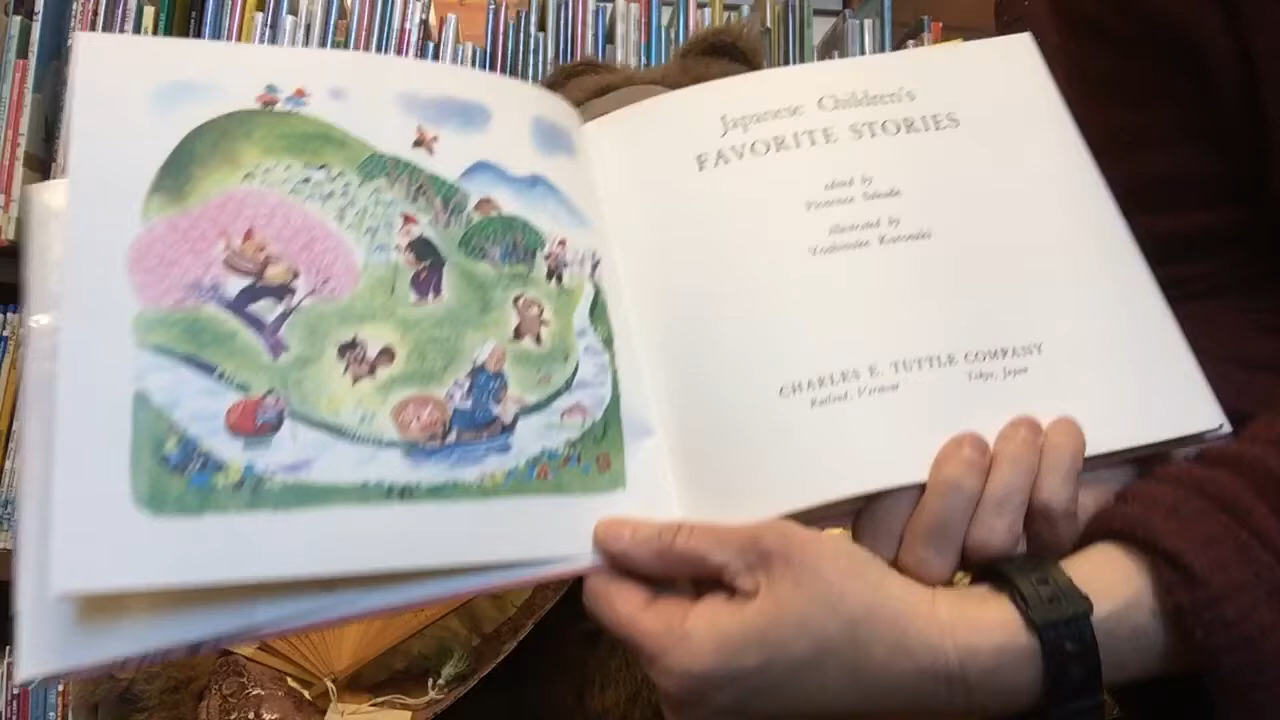 Japanese Children's
FAVORITE STORIES
edited by
Florence Sakade
illustrated by
Yoshisuke Kurosaki
CHARLES E. TUTTLE COMPANY
Rutland, Vermont Tokyo, Japan